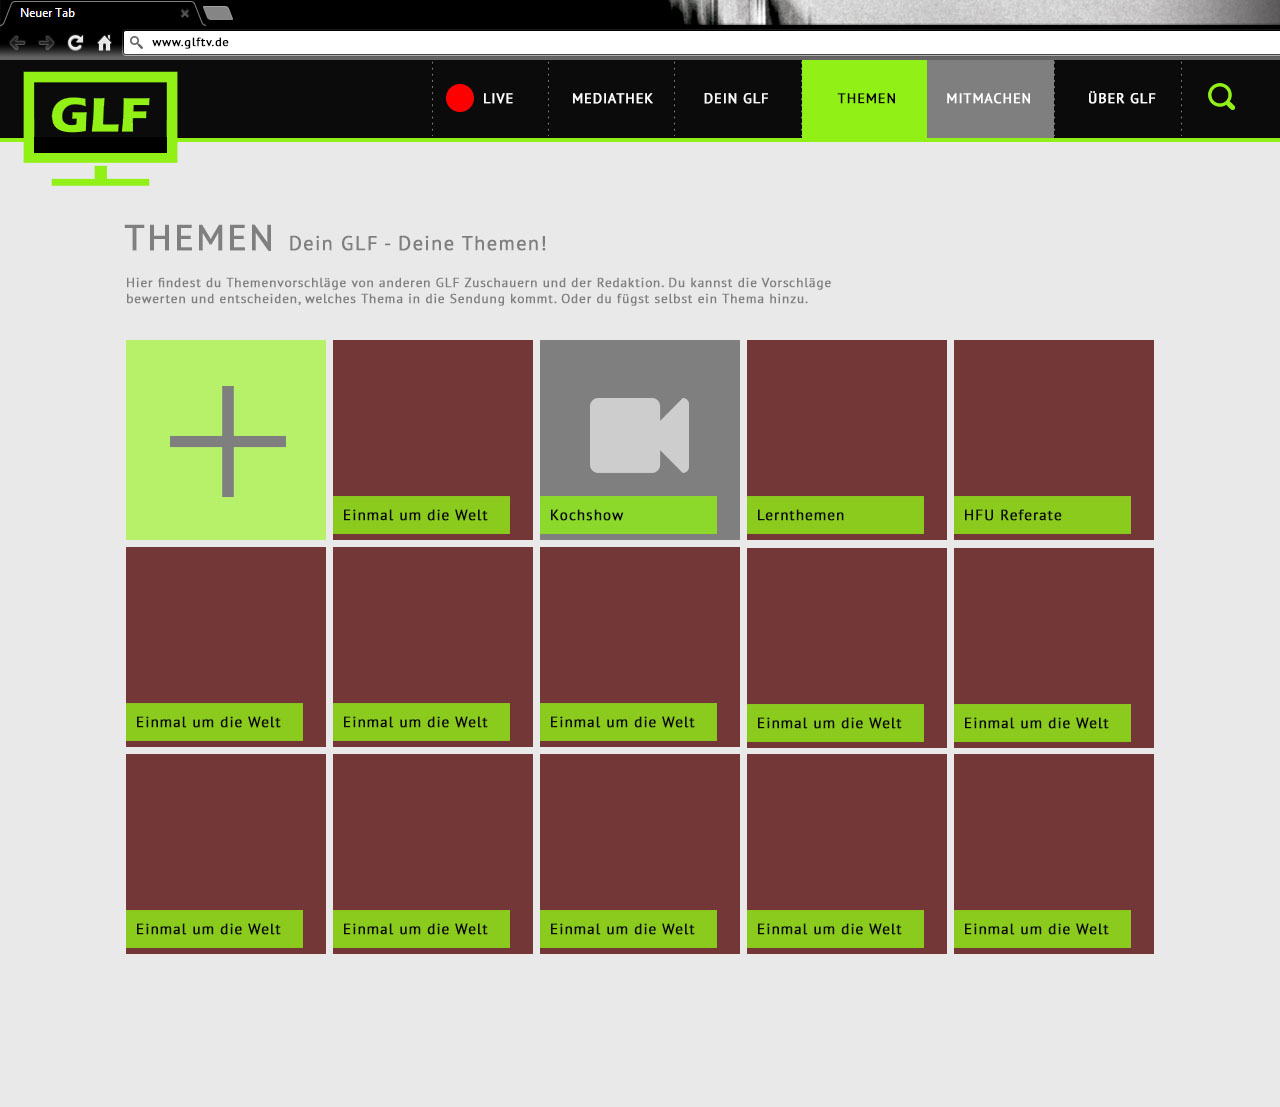 Neuer Tab
www.glftv.de
GLF
LIVE
MEDIATHEK
DEIN GLF
THEMEN
MITMACHEN
ÜBER GLF
THEMEN Dein GLF - Deine Themen!
Hier findest du Themenvorschläge von anderen GLF Zuschauern und der Redaktion. Du kannst die Vorschläge
bewerten und entscheiden, welches Thema in die Sendung kommt. Oder du fügst selbst ein Thema hinzu.
Einmal um die Welt
Kochshow
Lernthemen
HFU Referate
Einmal um die Welt
Einmal um die Welt
Einmal um die Welt
Einmal um die Welt
Einmal um die Welt
Einmal um die Welt
Einmal um die Welt
Einmal um die Welt
Einmal um die Welt
Einmal um die Welt